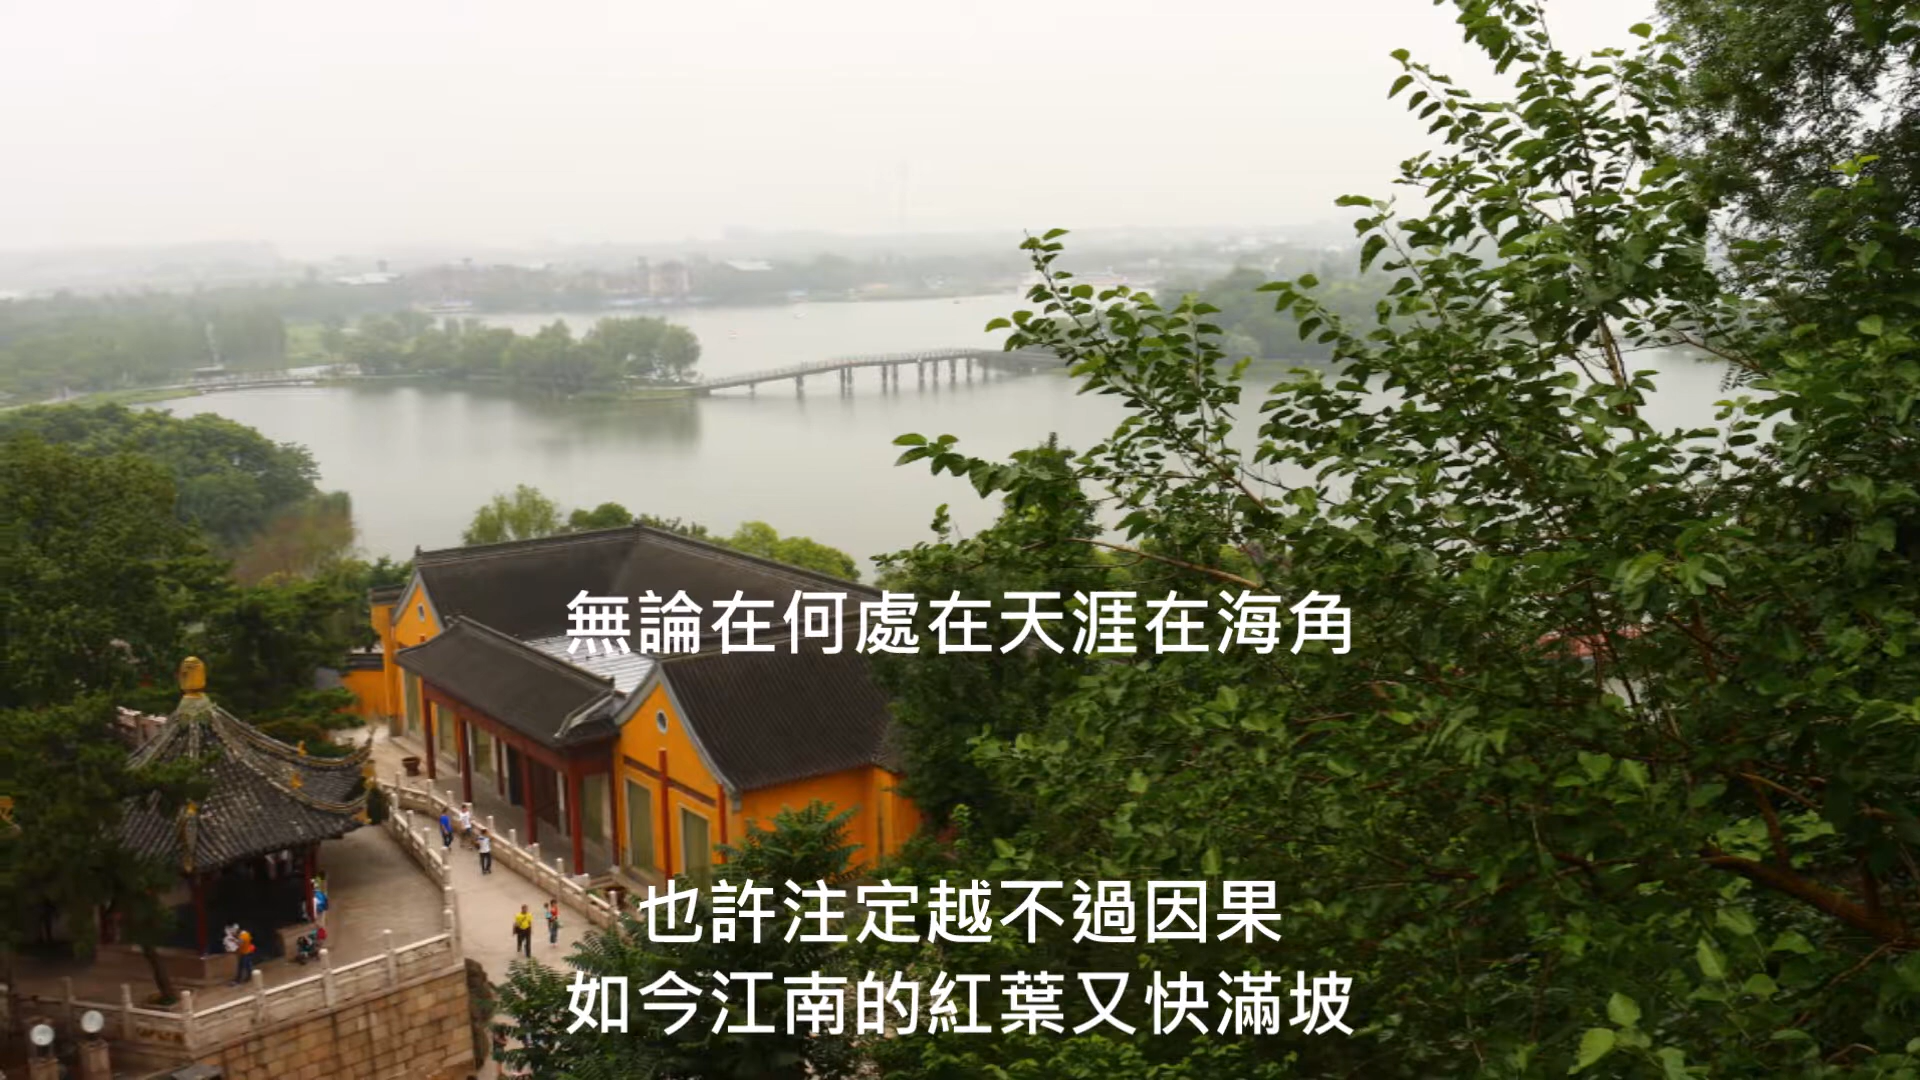 無論在何處在天涯在海角
也許注定越不過因果
如今江南的紅葉又快滿坡